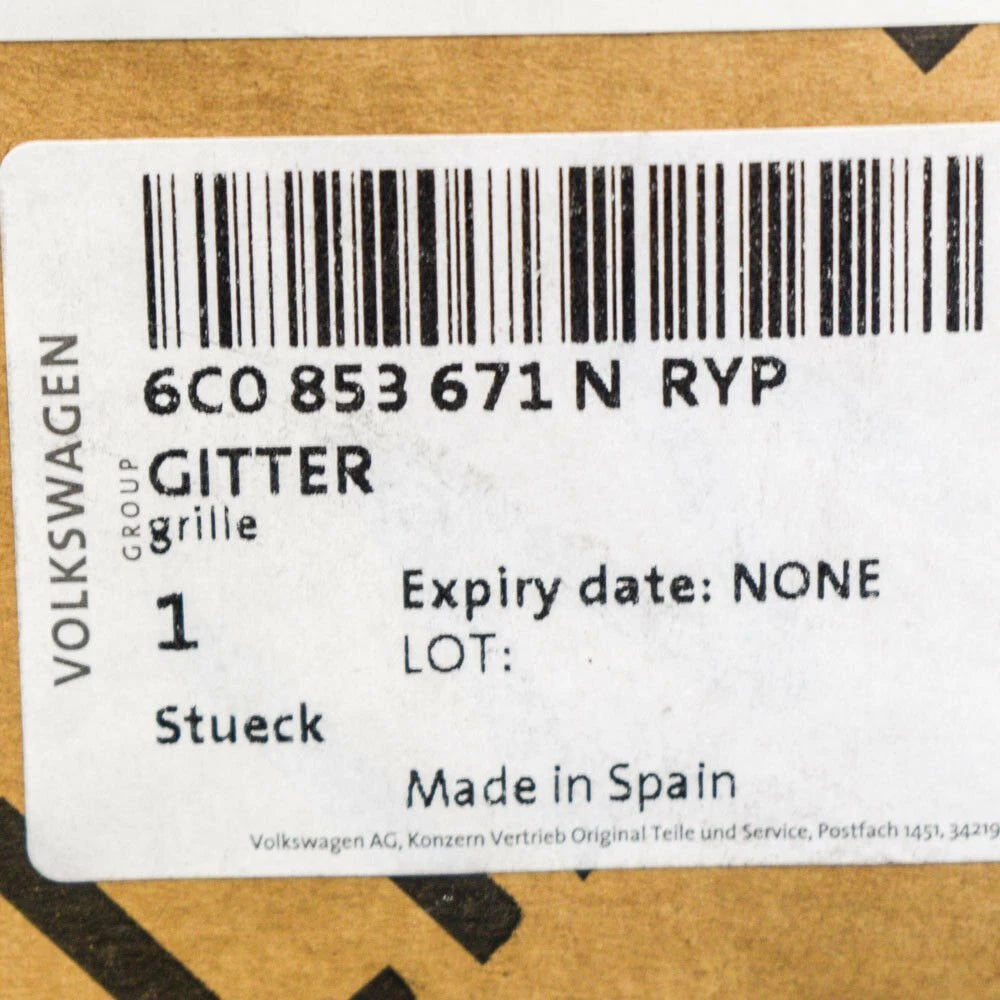 VOLKSWAGEN
GROUP
6C0 853 671 N RYP
GITTER
grille
1
Expiry date: NONE
LOT:
Stueck
Made in Spain
Volkswagen AG, Konzern Vertrieb Original Teile und Service, Postfach 1451, 34219